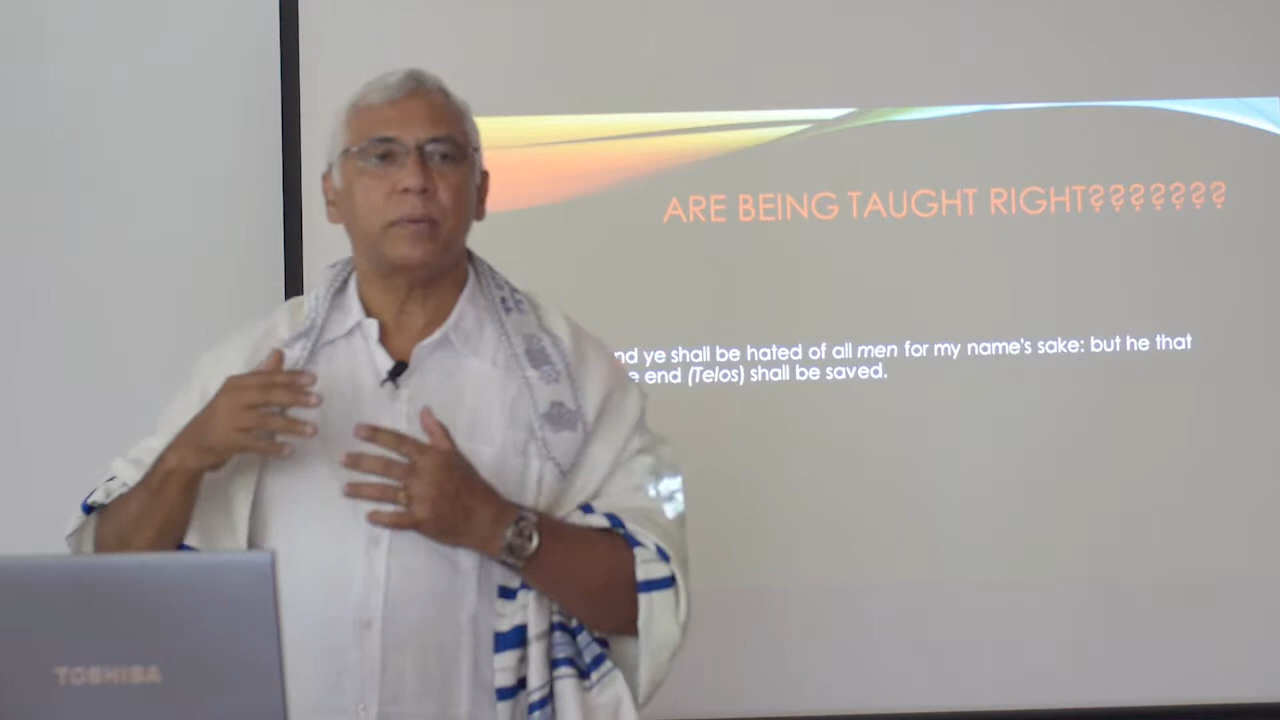 ARE BEING TAUGHT RIGHT???????
nd ye shall be hated of all men for my name's sake: but he that
e end (Telos) shall be saved.
TOSHIBA